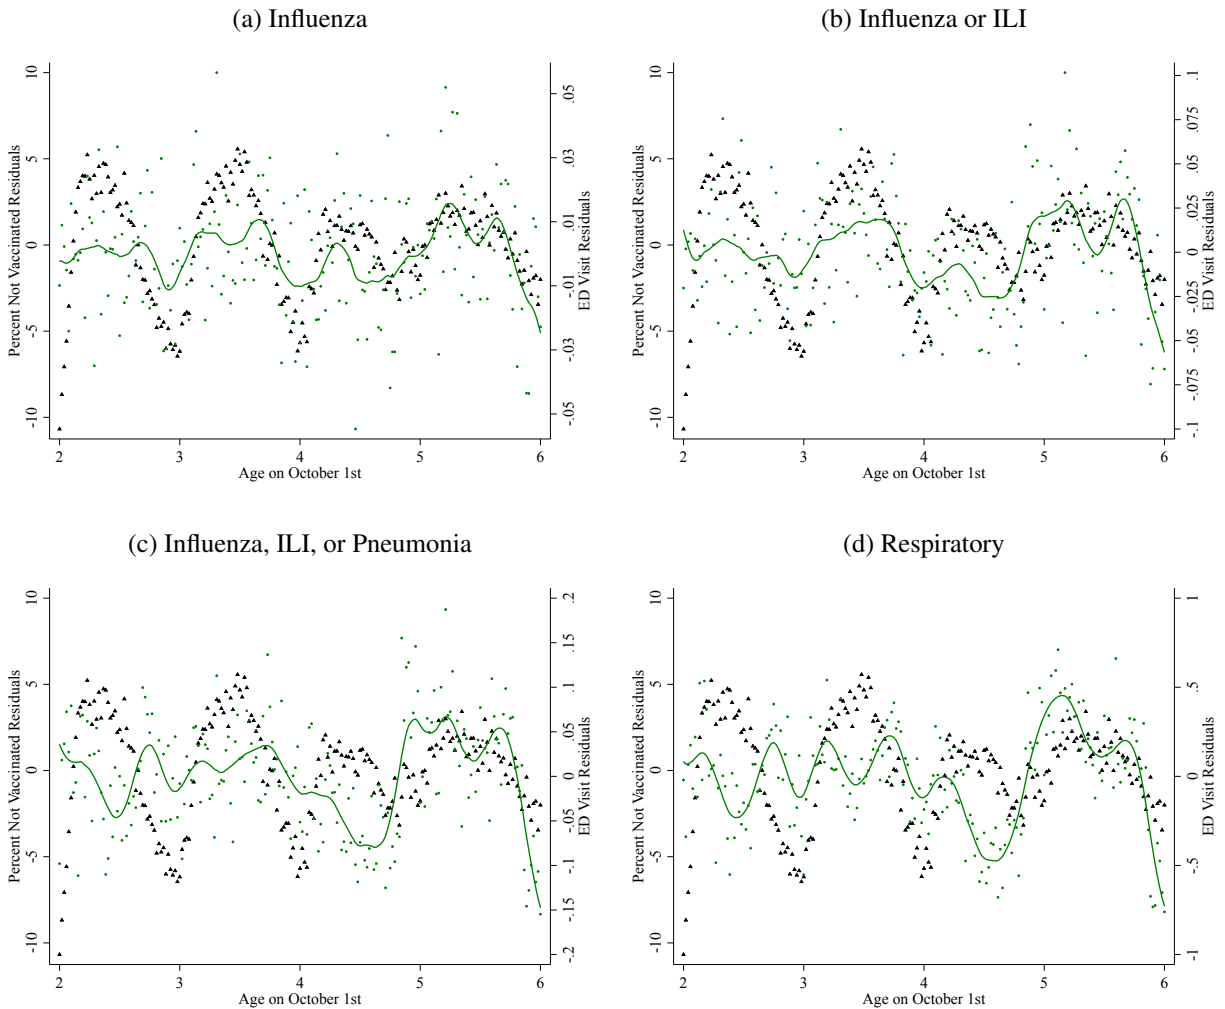 (a) Influenza
10
5
0
-5
-10
Percent Not Vaccinated Residuals
.05
.03
.01
-.01
-.03
-.05
ED Visit Residuals
2 3 4 5 6
Age on October 1st
(b) Influenza or ILI
10
5
0
-5
-10
Percent Not Vaccinated Residuals
.1
.075
.05
.025
0
-.025
-.05
-.075
-.1
ED Visit Residuals
2 3 4 5 6
Age on October 1st
(c) Influenza, ILI, or Pneumonia
10
5
0
-5
-10
Percent Not Vaccinated Residuals
.2
.15
.1
.05
0
-.05
-.1
-.15
-.2
ED Visit Residuals
2 3 4 5 6
Age on October 1st
(d) Respiratory
10
5
0
-5
-10
Percent Not Vaccinated Residuals
1
.5
0
-.5
-1
ED Visit Residuals
2 3 4 5 6
Age on October 1st